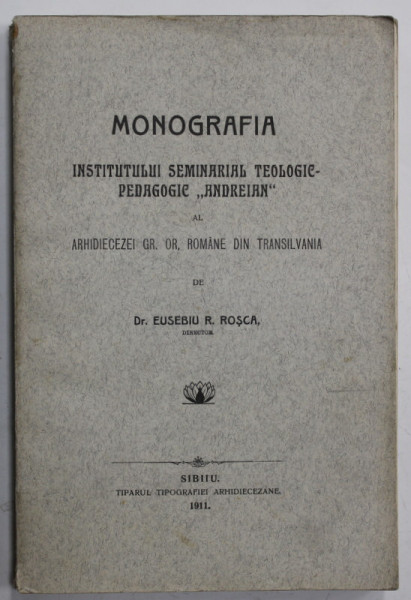 MONOGRAFIA
INSTITUTULUI SEMINARIAL TEOLOGIC-
PEDAGOGIC „ANDREIAN“
AL
ARHIDIECEZEI GR. OR, ROMÂNE DIN TRANSILVANIA
DE
Dr. EUSEBIU R. ROȘCA,
DIRECTOR.
SIBIIU.
TIPARUL TIPOGRAFIEI ARHIDIECEZANE.
1911.